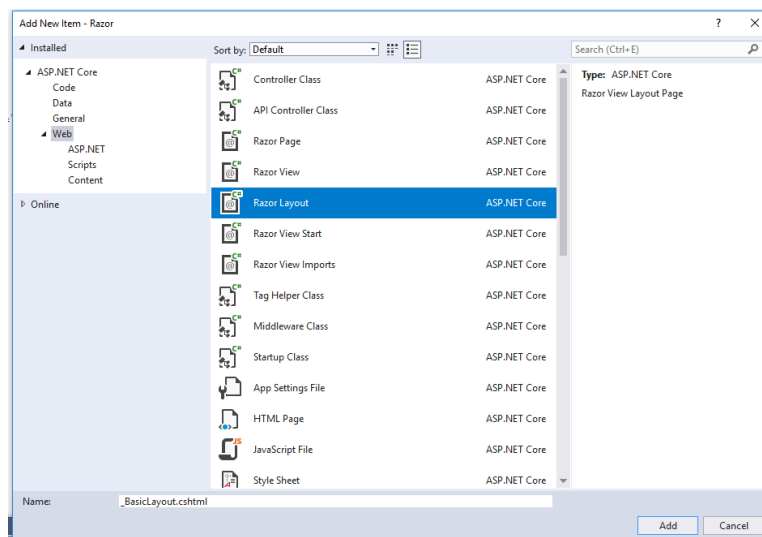 Add New Item - Razor
?
Installed
Sort by: Default
Search (Ctrl+E)
ASP.NET Core
Code
Data
General
Web
ASP.NET
Scripts
Content
Online
Controller Class ASP.NET Core
API Controller Class ASP.NET Core
Razor Page ASP.NET Core
Razor View ASP.NET Core
Razor Layout ASP.NET Core
Razor View Start ASP.NET Core
Razor View Imports ASP.NET Core
Tag Helper Class ASP.NET Core
Middleware Class ASP.NET Core
Startup Class ASP.NET Core
App Settings File ASP.NET Core
HTML Page ASP.NET Core
JavaScript File ASP.NET Core
Style Sheet ASP.NET Core
Type: ASP.NET Core
Razor View Layout Page
Name: _BasicLayout.cshtml
Add Cancel